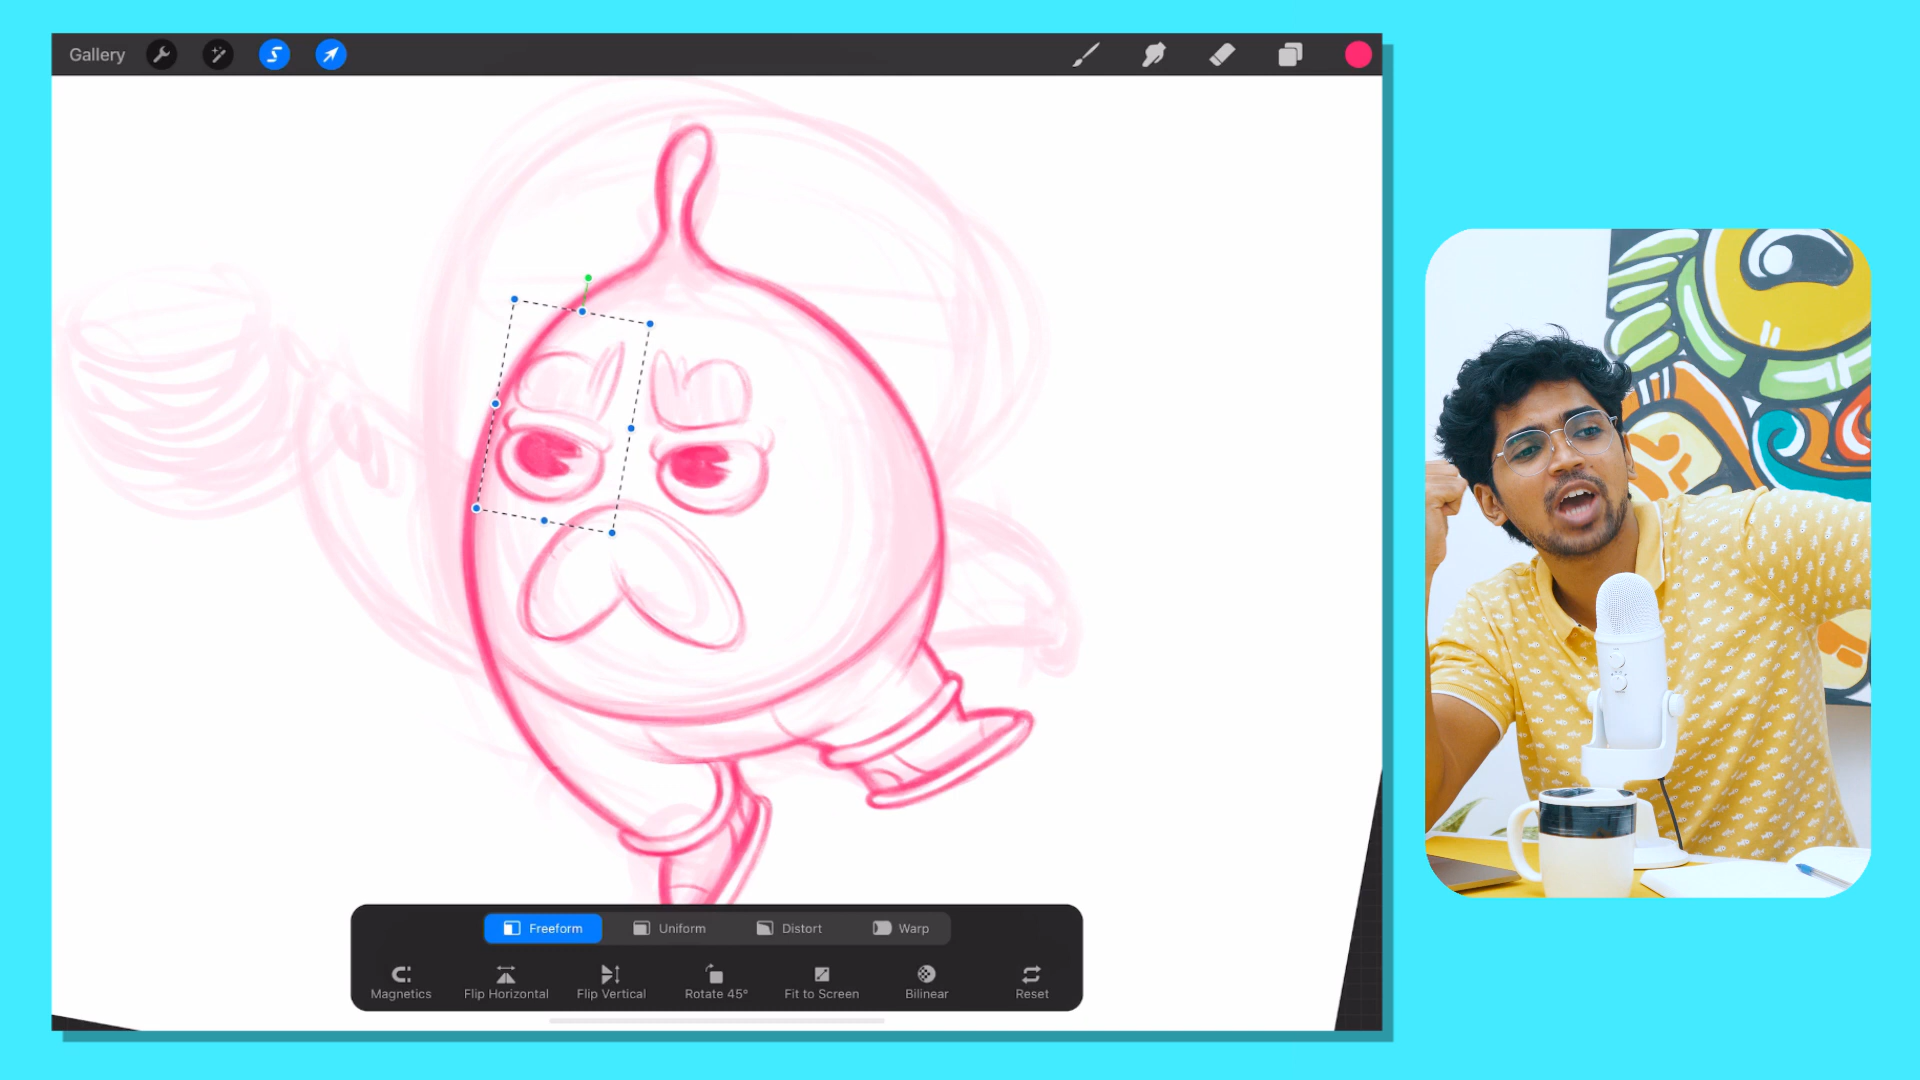 Gallery
Freeform Uniform Distort Warp
Magnetics Flip Horizontal Flip Vertical Rotate 45° Fit to Screen Bilinear Reset